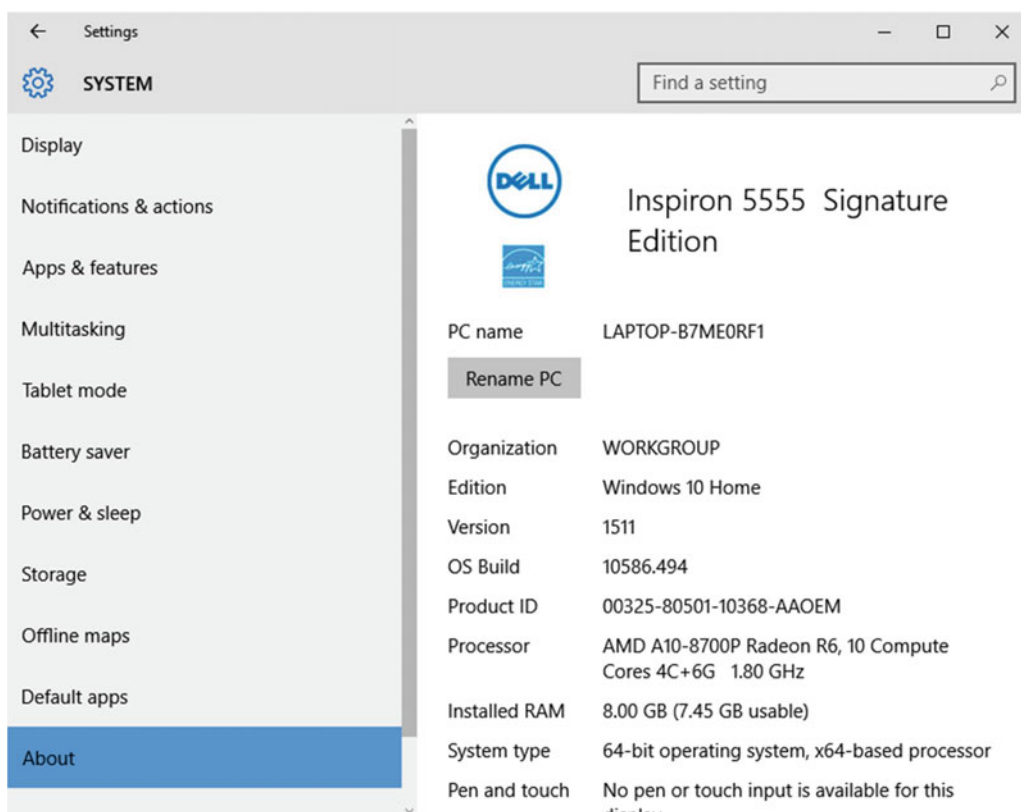 Settings
SYSTEM
Find a setting
Display
Notifications & actions
Apps & features
Multitasking
Tablet mode
Battery saver
Power & sleep
Storage
Offline maps
Default apps
About
DELL
ENERGY STAR
Inspiron 5555 Signature
Edition
PC name LAPTOP-B7ME0RF1
Rename PC
Organization WORKGROUP
Edition Windows 10 Home
Version 1511
OS Build 10586.494
Product ID 00325-80501-10368-AAOEM
Processor AMD A10-8700P Radeon R6, 10 Compute
Cores 4C+6G 1.80 GHz
Installed RAM 8.00 GB (7.45 GB usable)
System type 64-bit operating system, x64-based processor
Pen and touch No pen or touch input is available for this